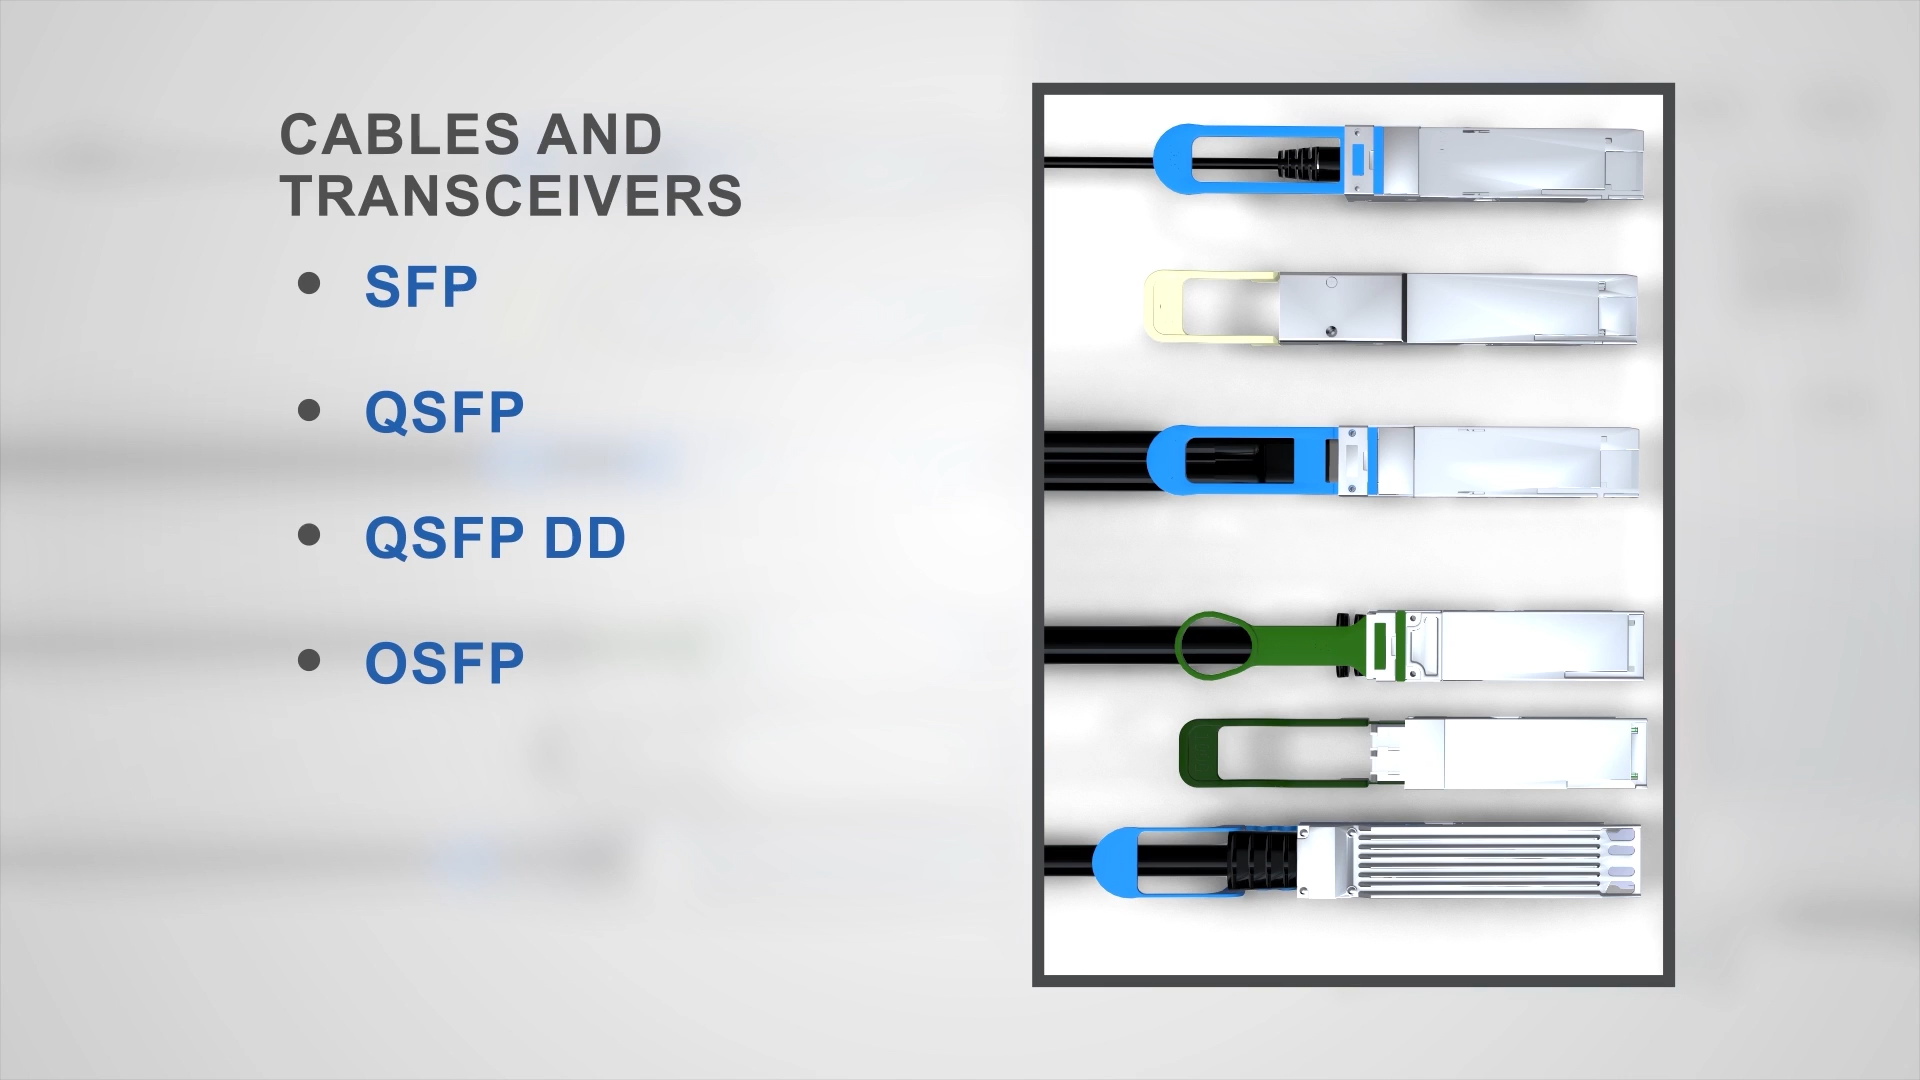 CABLES AND
TRANSCEIVERS
• SFP
• QSFP
• QSFP DD
• OSFP